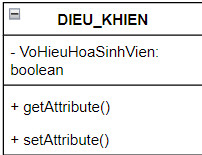 DIEU_KHIEN
- VoHieuHoaSinhVien:
boolean
+ getAttribute()
+ setAttribute()